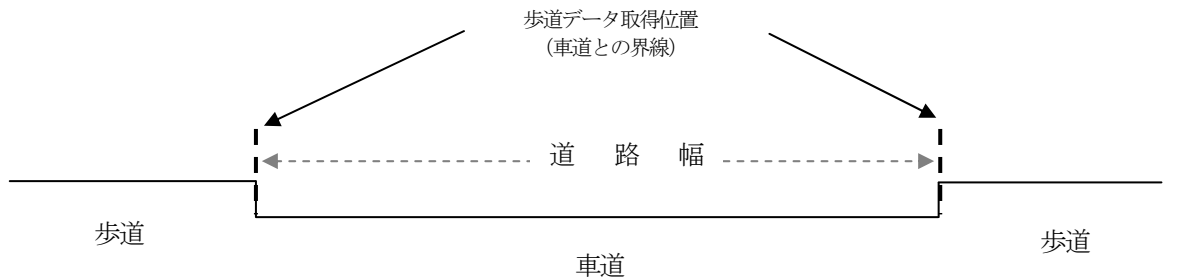 歩道データ取得位置
（車道との界線）
道　路　幅
歩道
歩道
車道